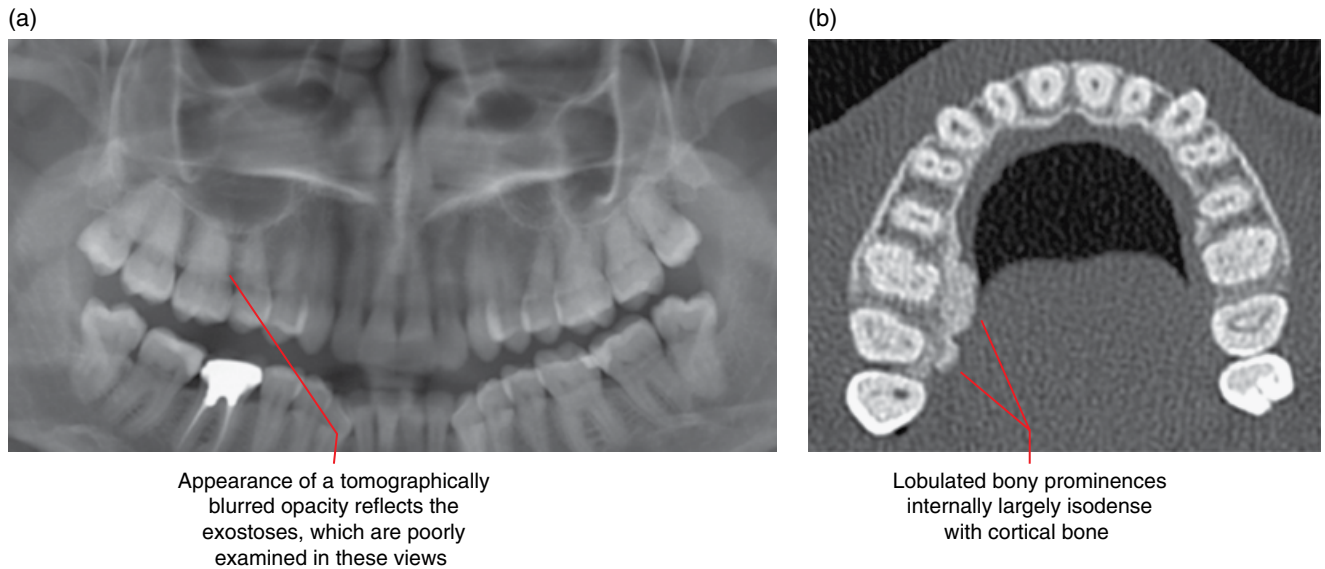 (a)
(b)
Appearance of a tomographically
blurred opacity reflects the
exostoses, which are poorly
examined in these views
Lobulated bony prominences
internally largely isodense
with cortical bone